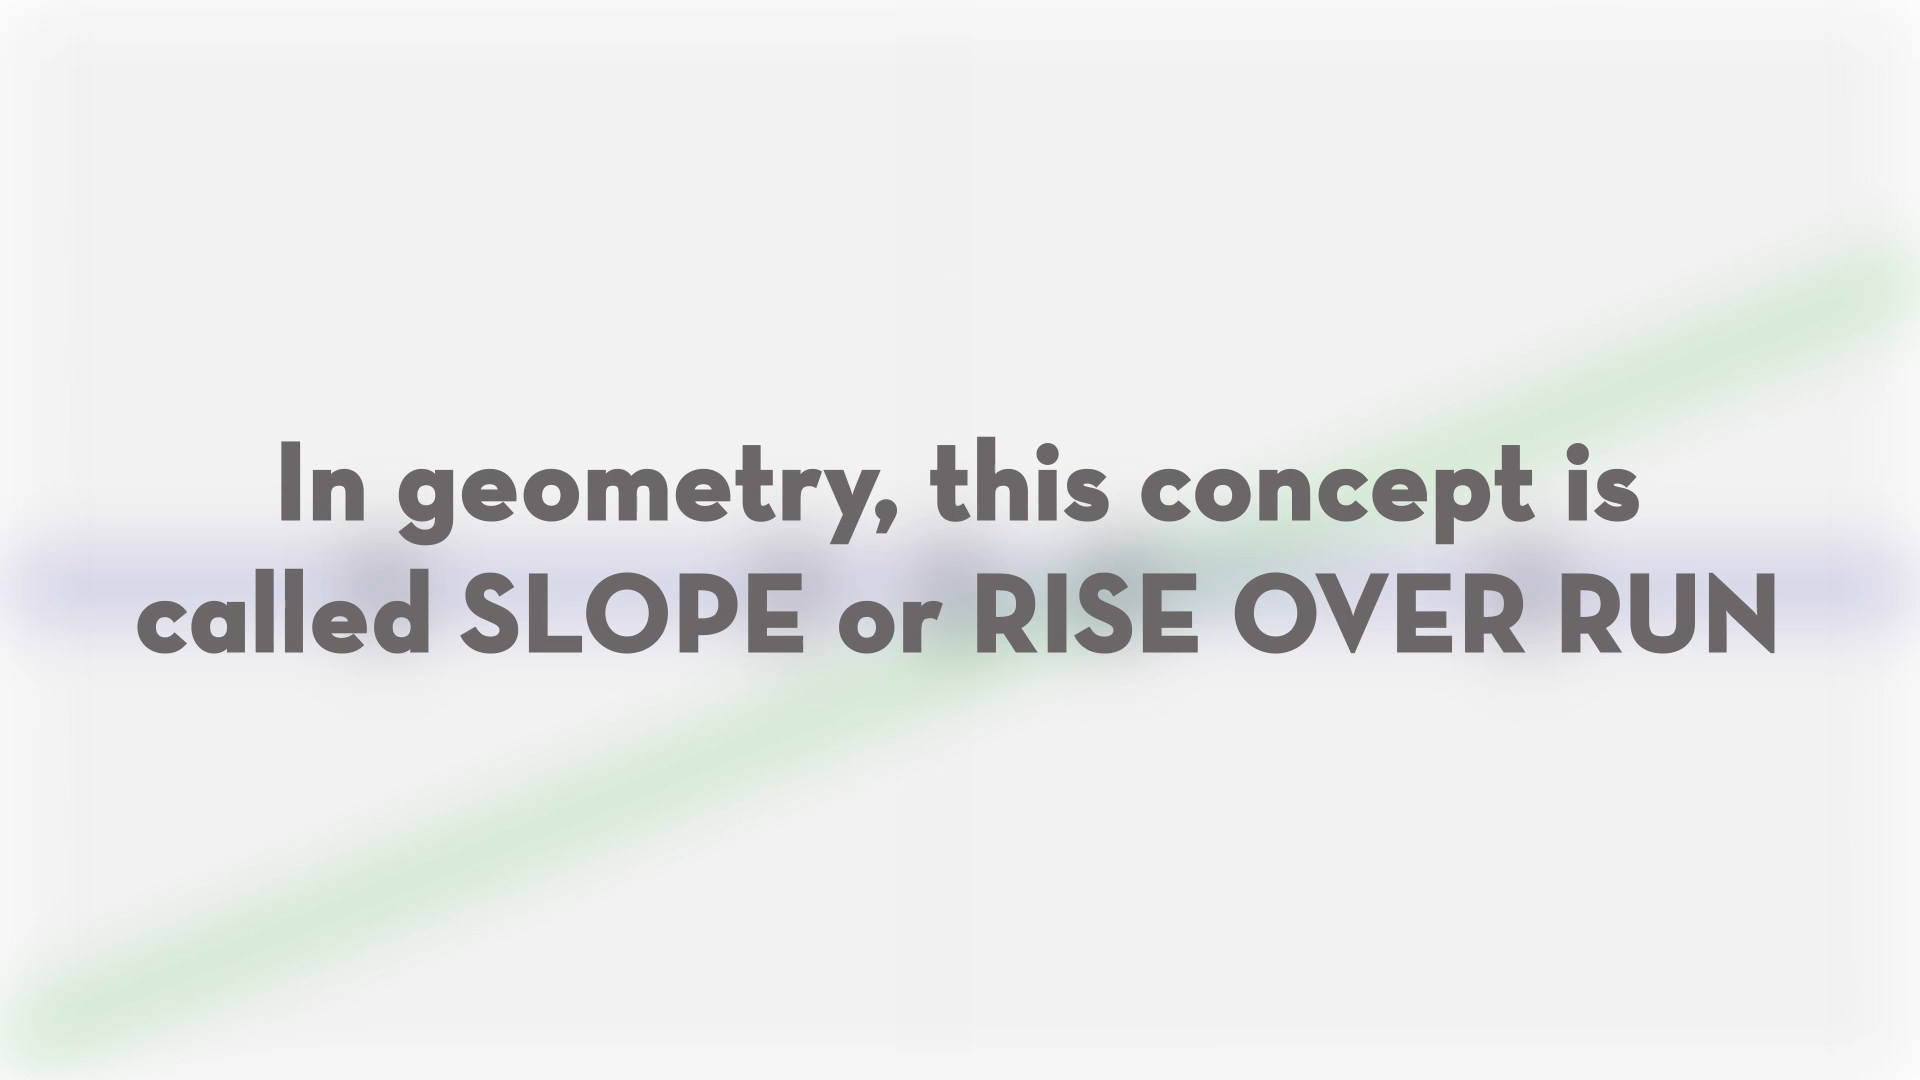 In geometry, this concept is
called SLOPE or RISE OVER RUN